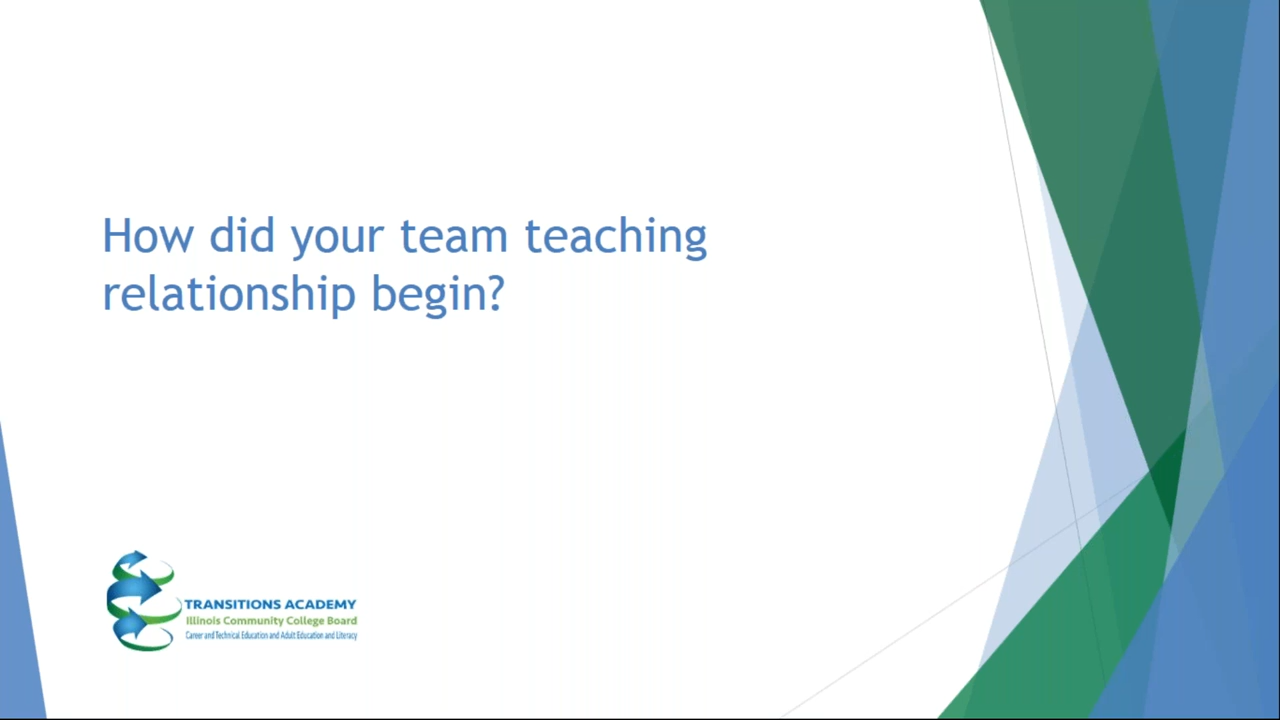 How did your team teaching
relationship begin?
TRANSITIONS ACADEMY
Illinois Community College Board
Career and Technical Education and Adult Education and Literacy